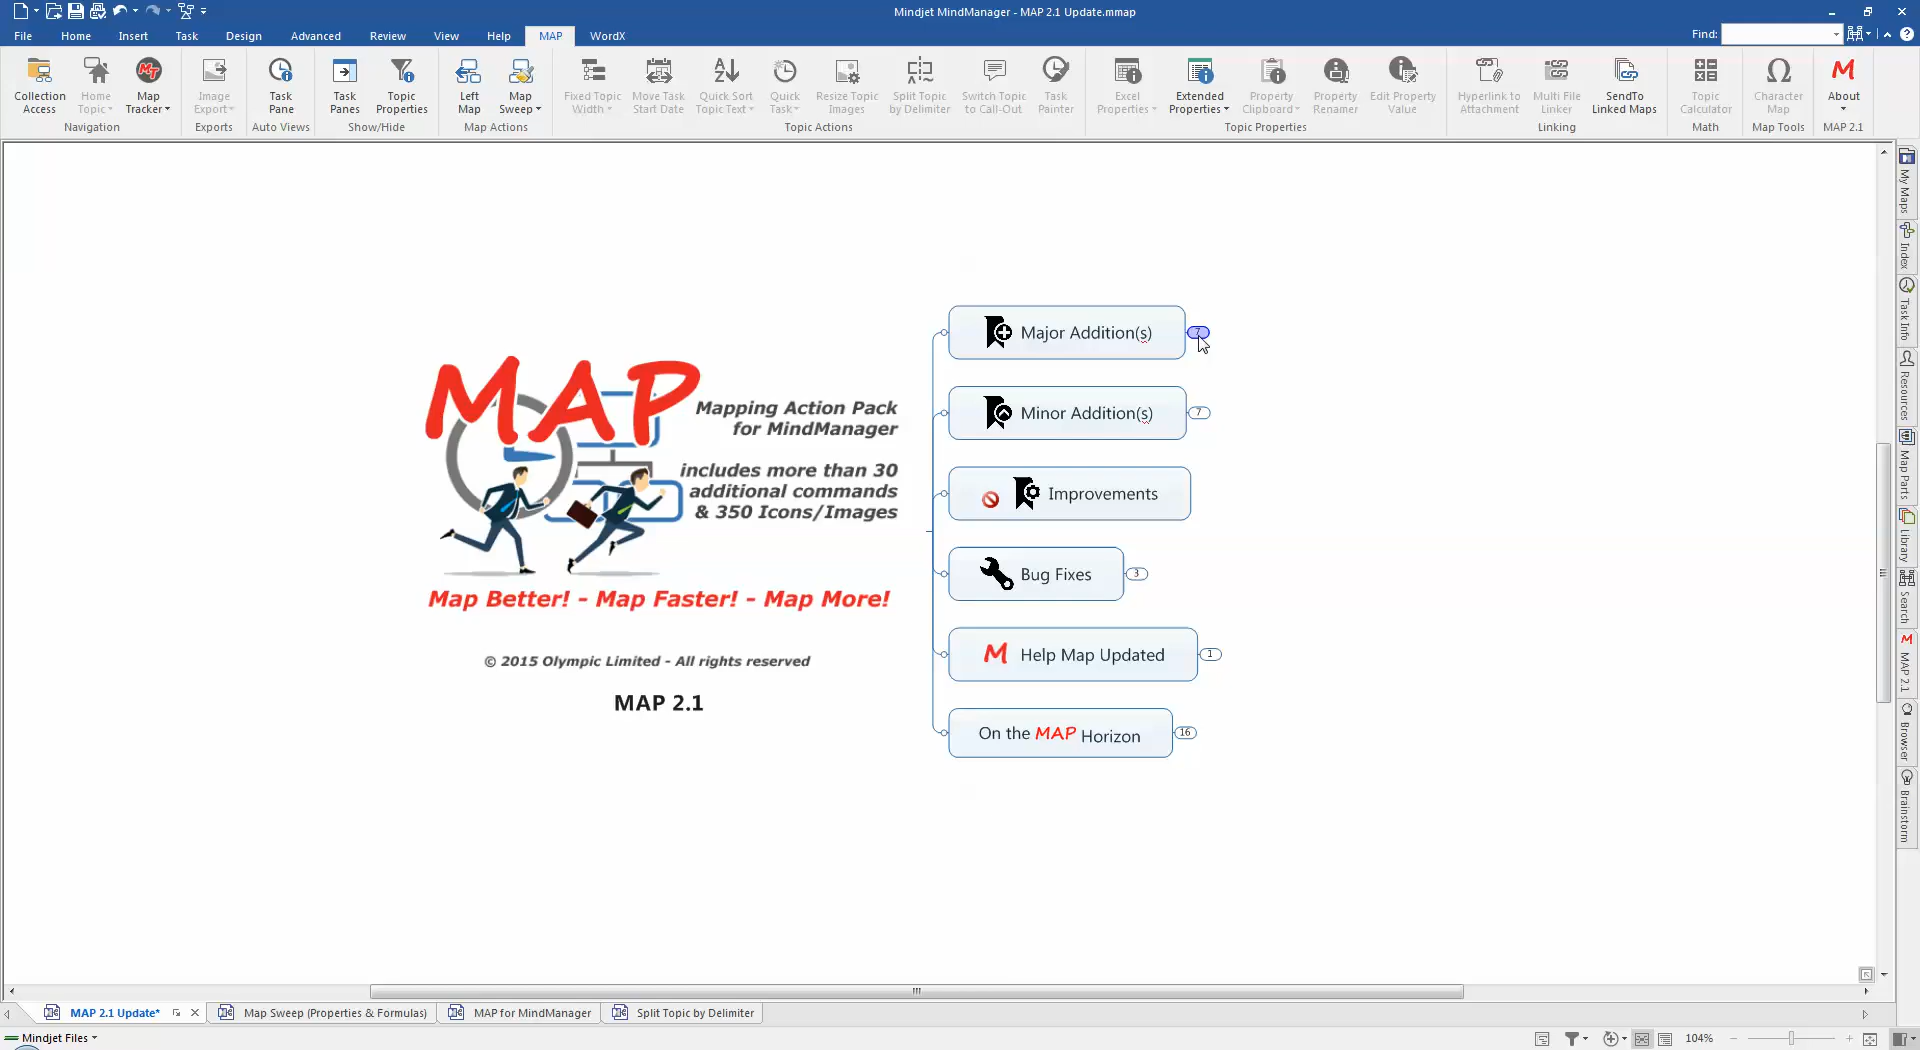 Mindjet MindManager - MAP 2.1 Update.mmap
File Home Insert Task Design Advanced Review View Help MAP WordX Find:
Collection Access
Home Topic
Map Tracker
Navigation
Image Export
Exports
Task Pane
Auto Views
Task Panes
Topic Properties
Show/Hide
Left Map
Map Sweep
Map Actions
Fixed Topic Width
Move Task Start Date
Quick Sort Topic Text
Quick Task
Resize Topic Images
Split Topic by Delimiter
Switch Topic to Call-Out
Task Painter
Topic Actions
Excel Properties
Extended Properties
Property Clipboard
Property Renamer
Edit Property Value
Topic Properties
Hyperlink to Attachment
Multi File Linker
SendTo Linked Maps
Linking
Topic Calculator
Math
Character Map
Map Tools
About
MAP 2.1
MAP
Mapping Action Pack
for MindManager
includes more than 30
additional commands
& 350 Icons/Images
Map Better! - Map Faster! - Map More!
© 2015 Olympic Limited - All rights reserved
MAP 2.1
Major Addition(s) 7
Minor Addition(s) 7
Improvements
Bug Fixes 3
M Help Map Updated 1
On the MAP Horizon 16
My Maps
Index
Task Info
Resources
Map Parts
Library
Search
MAP 2.1
Browser
Brainstorm
MAP 2.1 Update* Map Sweep (Properties & Formulas) MAP for MindManager Split Topic by Delimiter
Mindjet Files 104%